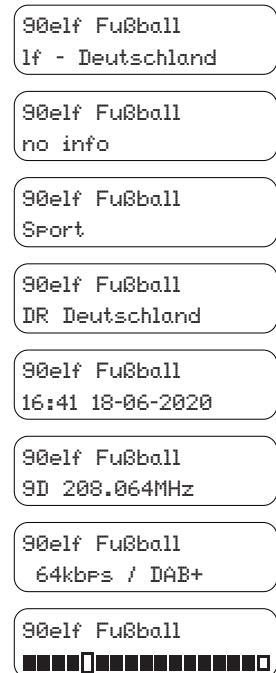 90elf Fußball
lf - Deutschland
90elf Fußball
no info
90elf Fußball
Sport
90elf Fußball
DR Deutschland
90elf Fußball
16:41 18-06-2020
90elf Fußball
9D 208.064MHz
90elf Fußball
64kbps / DAB+
90elf Fußball